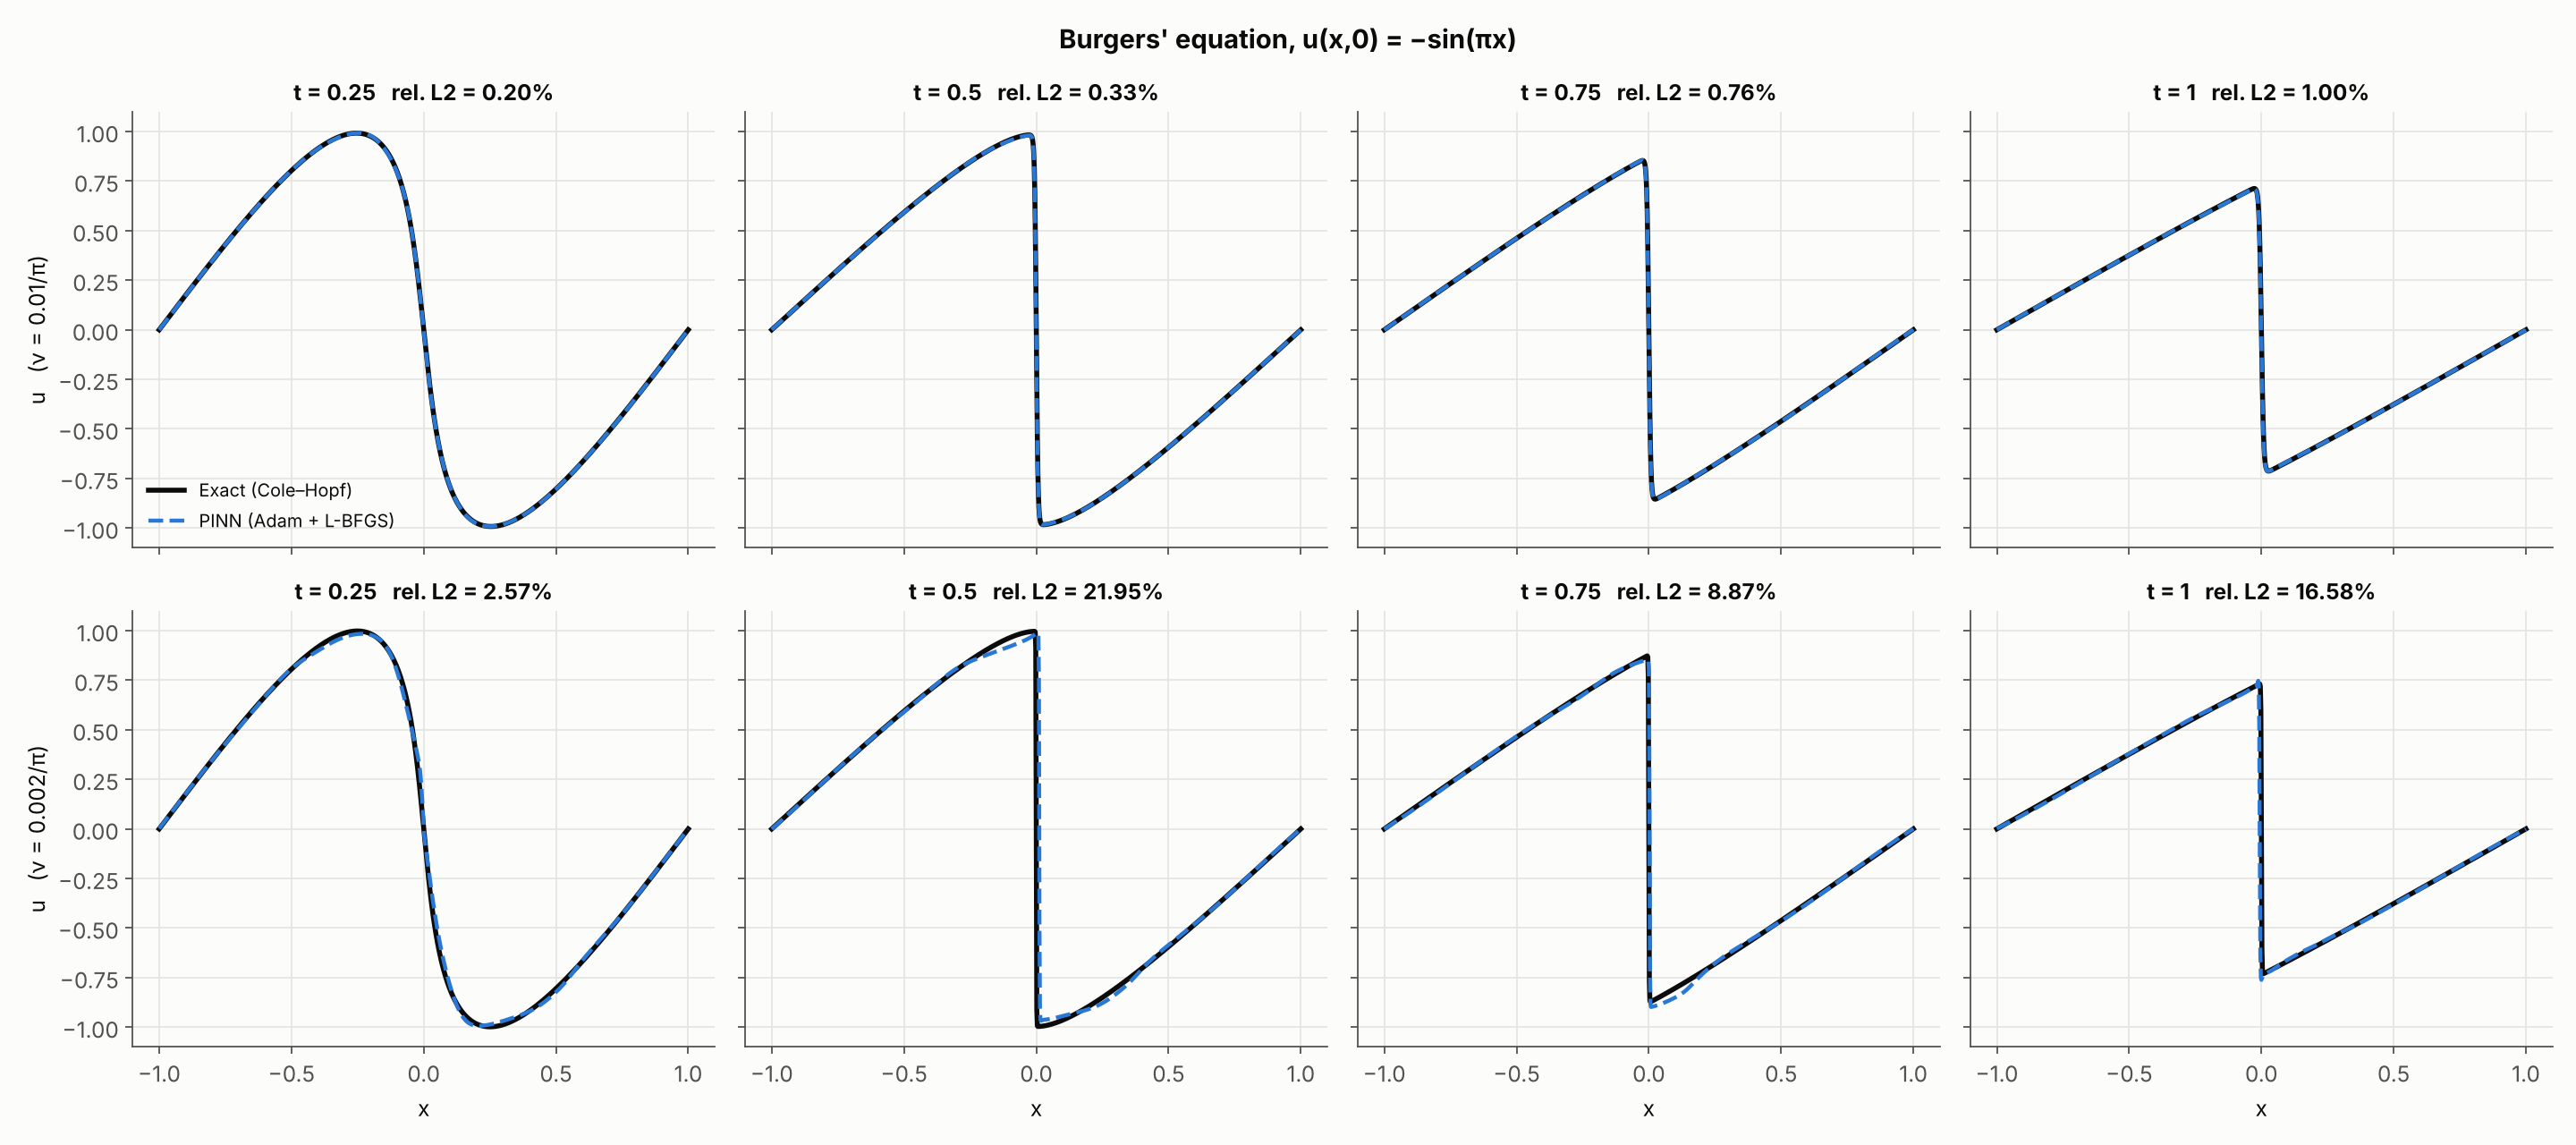 Burgers' equation, u(x,0) = −sin(πx)
t = 0.25 rel. L2 = 0.20%
t = 0.5 rel. L2 = 0.33%
t = 0.75 rel. L2 = 0.76%
t = 1 rel. L2 = 1.00%
u (ν = 0.01/π)
1.00
0.75
0.50
0.25
0.00
−0.25
−0.50
−0.75
−1.00
Exact (Cole–Hopf)
PINN (Adam + L-BFGS)
t = 0.25 rel. L2 = 2.57%
t = 0.5 rel. L2 = 21.95%
t = 0.75 rel. L2 = 8.87%
t = 1 rel. L2 = 16.58%
u (ν = 0.002/π)
1.00
0.75
0.50
0.25
0.00
−0.25
−0.50
−0.75
−1.00
−1.0 −0.5 0.0 0.5 1.0
−1.0 −0.5 0.0 0.5 1.0
−1.0 −0.5 0.0 0.5 1.0
−1.0 −0.5 0.0 0.5 1.0
x
x
x
x